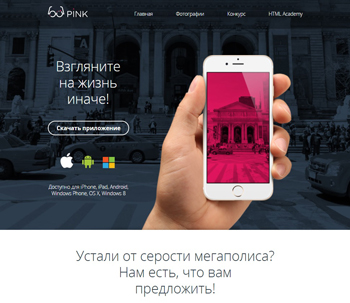 PINK
Главная
Фотографии
Конкурс
HTML Academy
Взгляните
на жизнь
иначе!
Скачать приложение
Доступно для iPhone, iPad, Android,
Windows Phone, OS X, Windows 8
Устали от серости мегаполиса?
Нам есть, что вам
предложить!